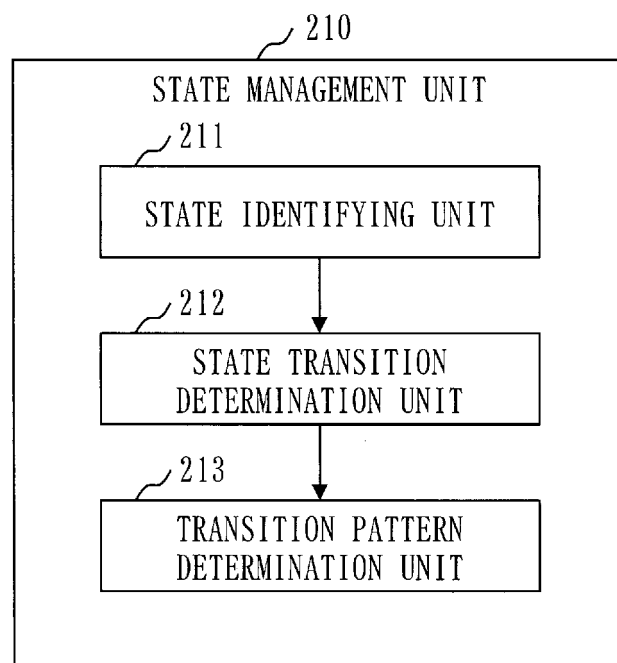 210
STATE MANAGEMENT UNIT
211
STATE IDENTIFYING UNIT
212
STATE TRANSITION
DETERMINATION UNIT
213
TRANSITION PATTERN
DETERMINATION UNIT